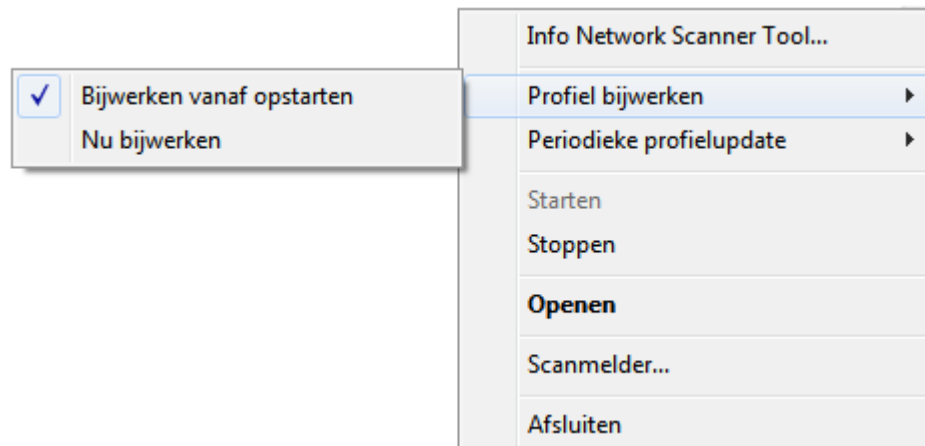 Info Network Scanner Tool...
Profiel bijwerken
Bijwerken vanaf opstarten
Nu bijwerken
Periodieke profielupdate
Starten
Stoppen
Openen
Scanmelder...
Afsluiten